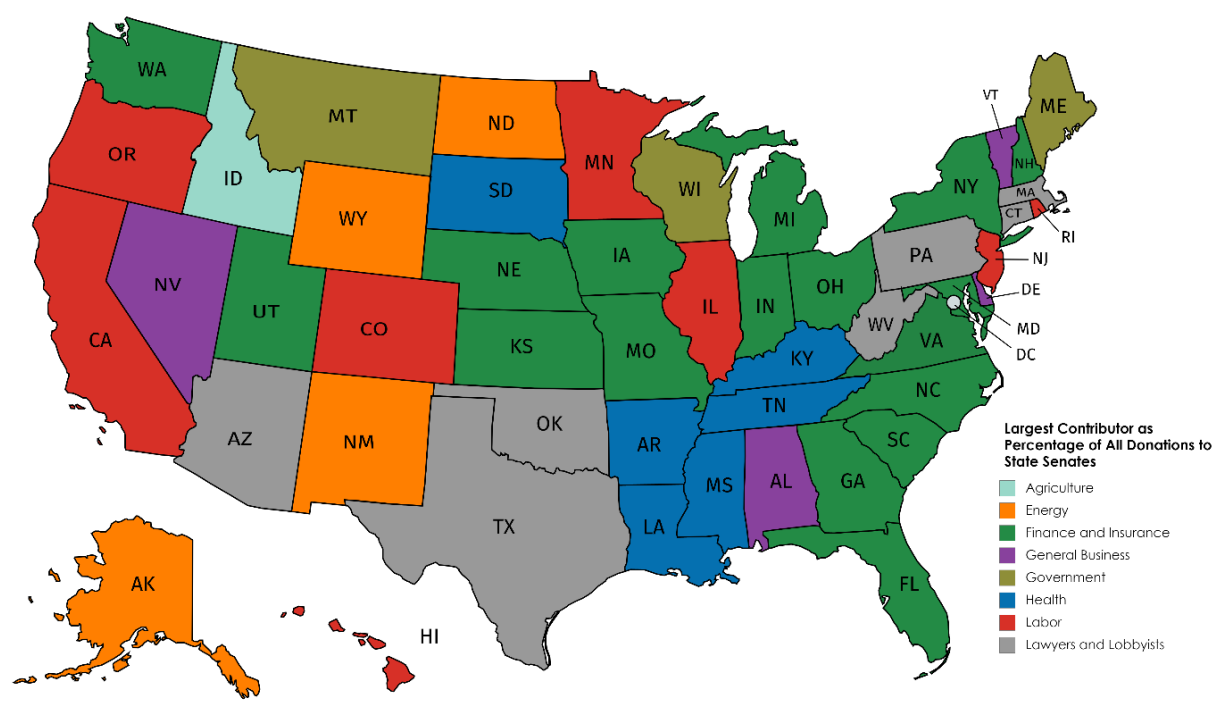 WA
MT
ND
MN
VT
ME
OR
ID
SD
WI
NY
NH
MA
CT
RI
WY
MI
NV
UT
NE
IA
PA
NJ
CA
CO
IL
IN
OH
DE
WV
MD
DC
KS
MO
KY
VA
AZ
NM
OK
TN
NC
AR
SC
MS
AL
GA
TX
LA
FL
AK
HI
Largest Contributor as
Percentage of All Donations to
State Senates
Agriculture
Energy
Finance and Insurance
General Business
Government
Health
Labor
Lawyers and Lobbyists